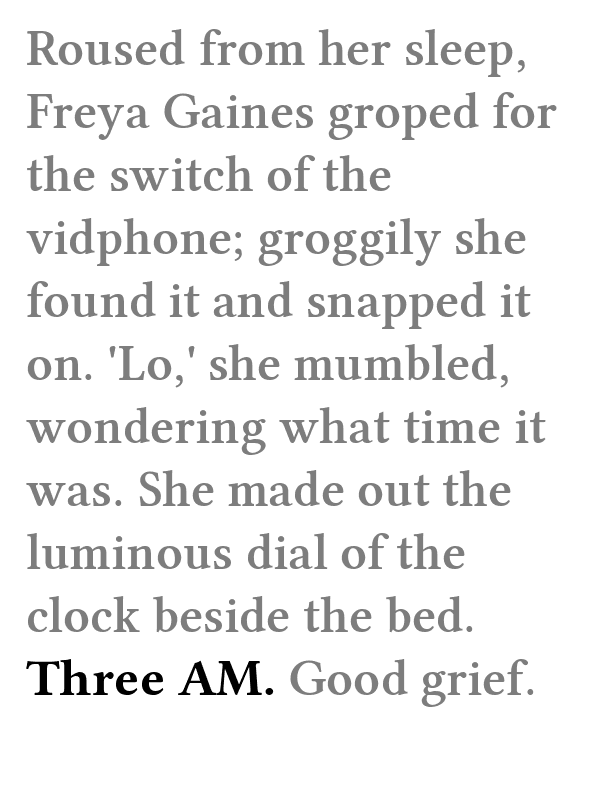 Roused from her sleep,
Freya Gaines groped for
the switch of the
vidphone; groggily she
found it and snapped it
on. 'Lo,' she mumbled,
wondering what time it
was. She made out the
luminous dial of the
clock beside the bed.
Three AM. Good grief.